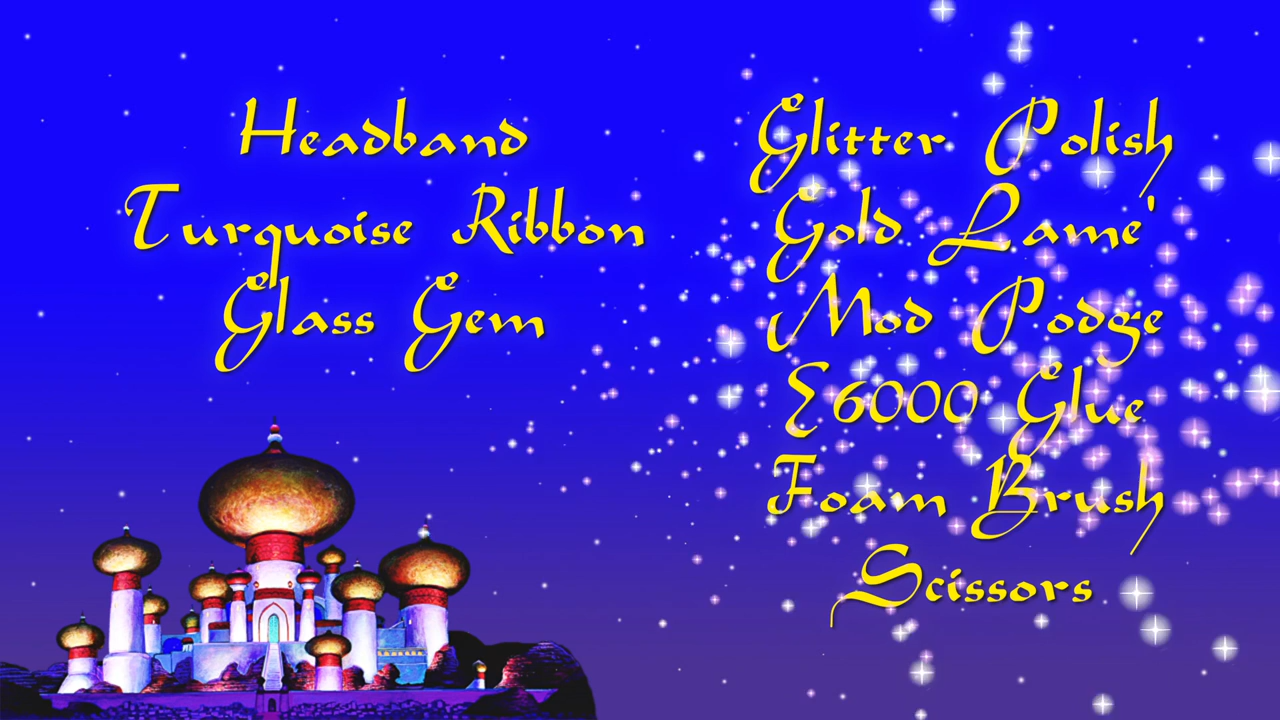 Headband
Turquoise Ribbon
Glass Gem
Glitter Polish
Gold Lame'
Mod Podge
E6000 Glue
Foam Brush
Scissors